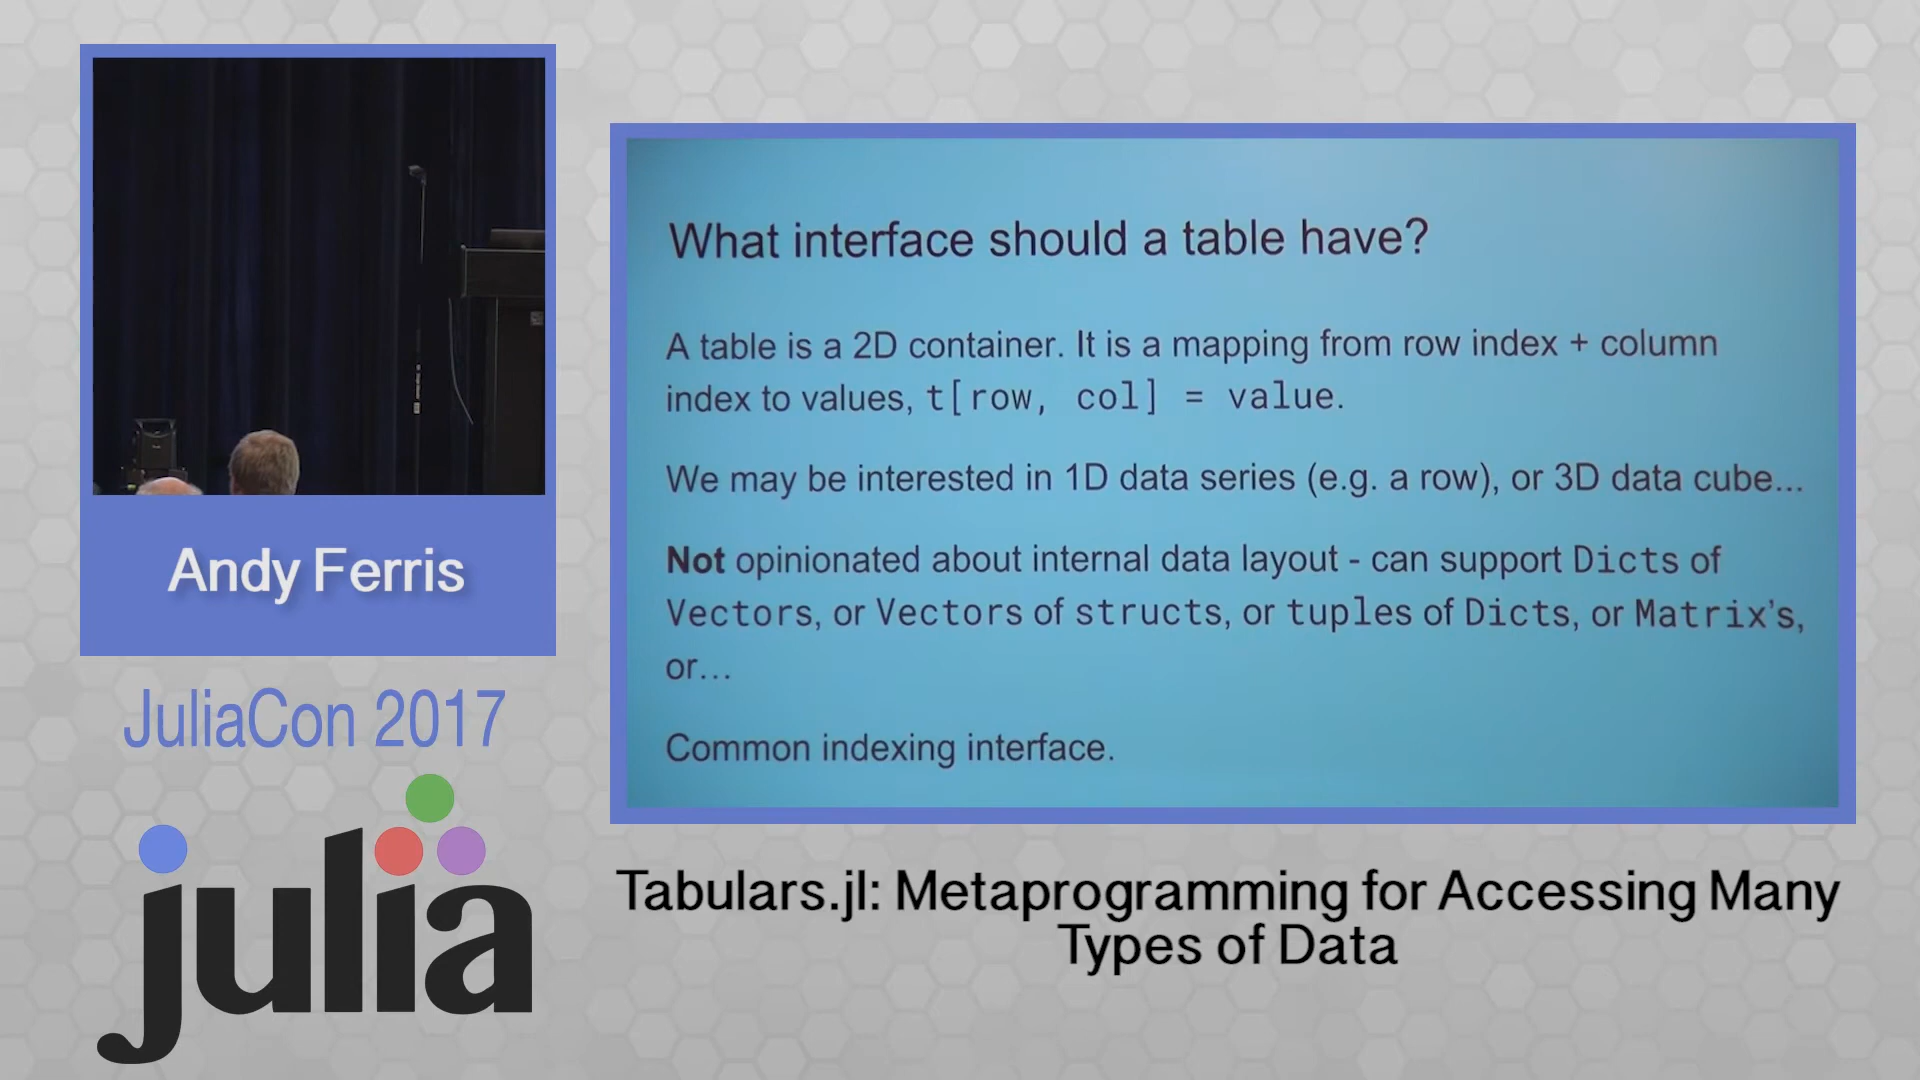 Andy Ferris
JuliaCon 2017
julia
What interface should a table have?
A table is a 2D container. It is a mapping from row index + column
index to values, t[row, col] = value.
We may be interested in 1D data series (e.g. a row), or 3D data cube...
Not opinionated about internal data layout - can support Dicts of
Vectors, or Vectors of structs, or tuples of Dicts, or Matrix's,
or...
Common indexing interface.
Tabulars.jl: Metaprogramming for Accessing Many
Types of Data